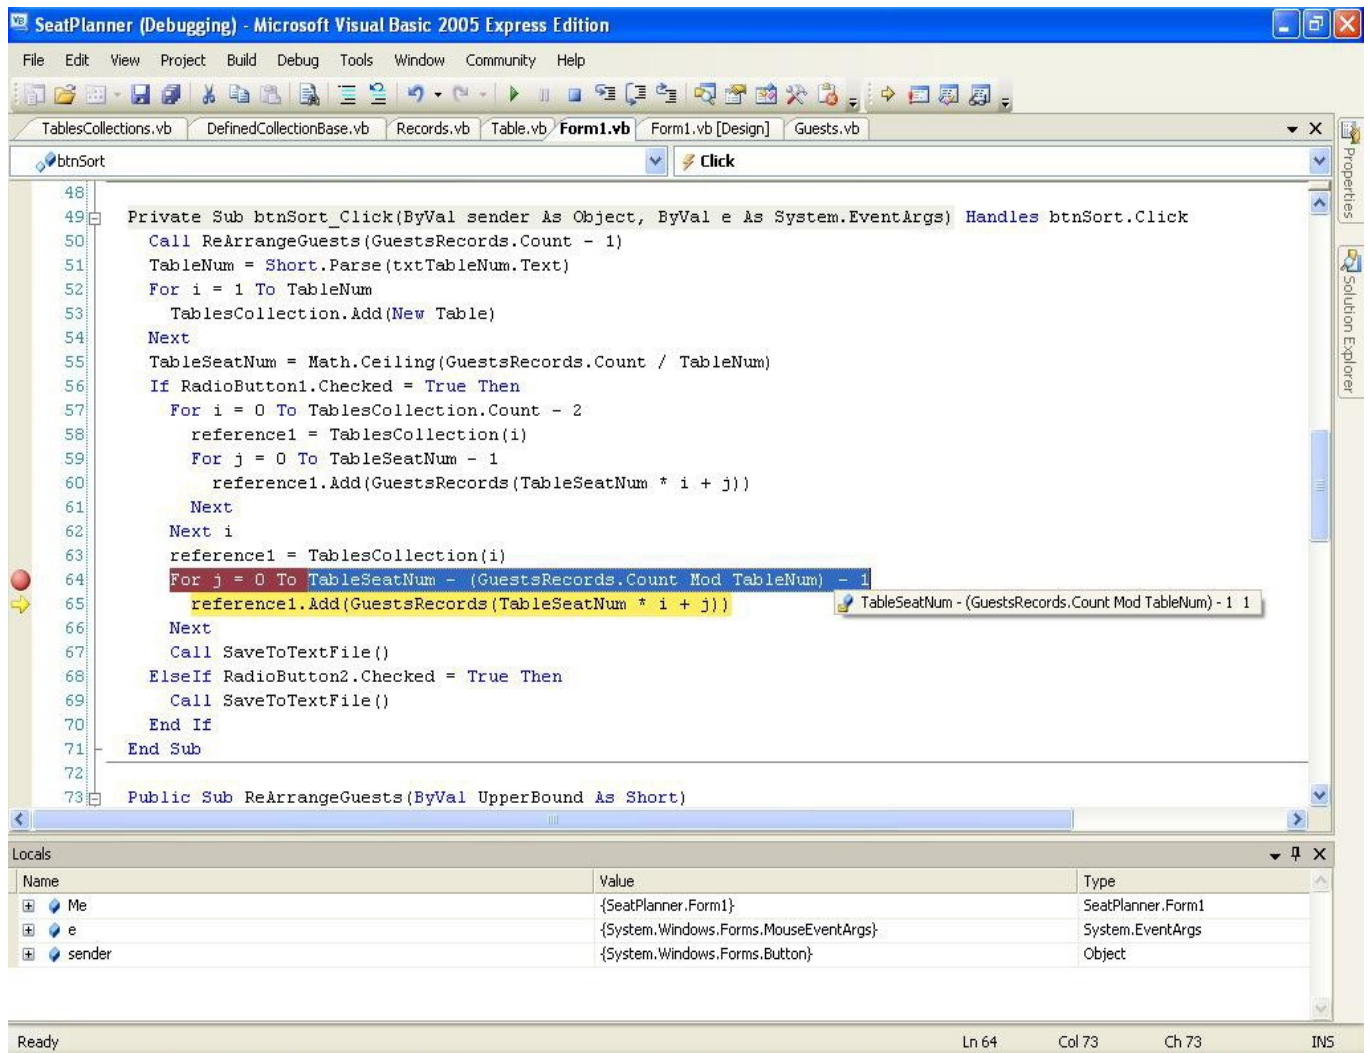 SeatPlanner (Debugging) - Microsoft Visual Basic 2005 Express Edition
File Edit View Project Build Debug Tools Window Community Help
TablesCollections.vb DefinedCollectionBase.vb Records.vb Table.vb Form1.vb Form1.vb [Design] Guests.vb
btnSort Click
Properties
Solution Explorer
48
49 Private Sub btnSort_Click(ByVal sender As Object, ByVal e As System.EventArgs) Handles btnSort.Click
50 Call ReArrangeGuests(GuestsRecords.Count - 1)
51 TableNum = Short.Parse(txtTableNum.Text)
52 For i = 1 To TableNum
53 TablesCollection.Add(New Table)
54 Next
55 TableSeatNum = Math.Ceiling(GuestsRecords.Count / TableNum)
56 If RadioButton1.Checked = True Then
57 For i = 0 To TablesCollection.Count - 2
58 reference1 = TablesCollection(i)
59 For j = 0 To TableSeatNum - 1
60 reference1.Add(GuestsRecords(TableSeatNum * i + j))
61 Next
62 Next i
63 reference1 = TablesCollection(i)
64 For j = 0 To TableSeatNum - (GuestsRecords.Count Mod TableNum) - 1
65 reference1.Add(GuestsRecords(TableSeatNum * i + j)) TableSeatNum - (GuestsRecords.Count Mod TableNum) - 1 1
66 Next
67 Call SaveToTextFile()
68 ElseIf RadioButton2.Checked = True Then
69 Call SaveToTextFile()
70 End If
71 End Sub
72
73 Public Sub ReArrangeGuests(ByVal UpperBound As Short)
Locals
Name Value Type
Me {SeatPlanner.Form1} SeatPlanner.Form1
e {System.Windows.Forms.MouseEventArgs} System.EventArgs
sender {System.Windows.Forms.Button} Object
Ready Ln 64 Col 73 Ch 73 INS